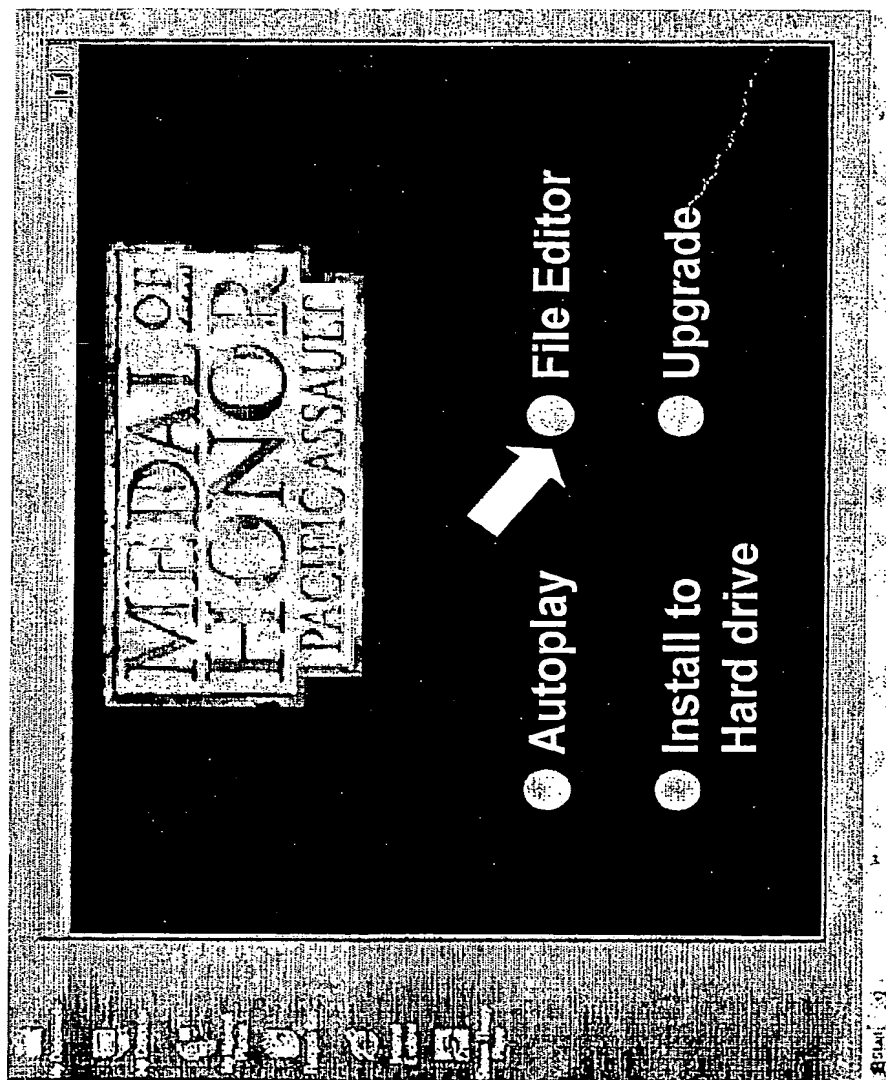 MEDAL OF
HONOR
PACIFIC ASSAULT
Autoplay
File Editor
Install to
Hard drive
Upgrade